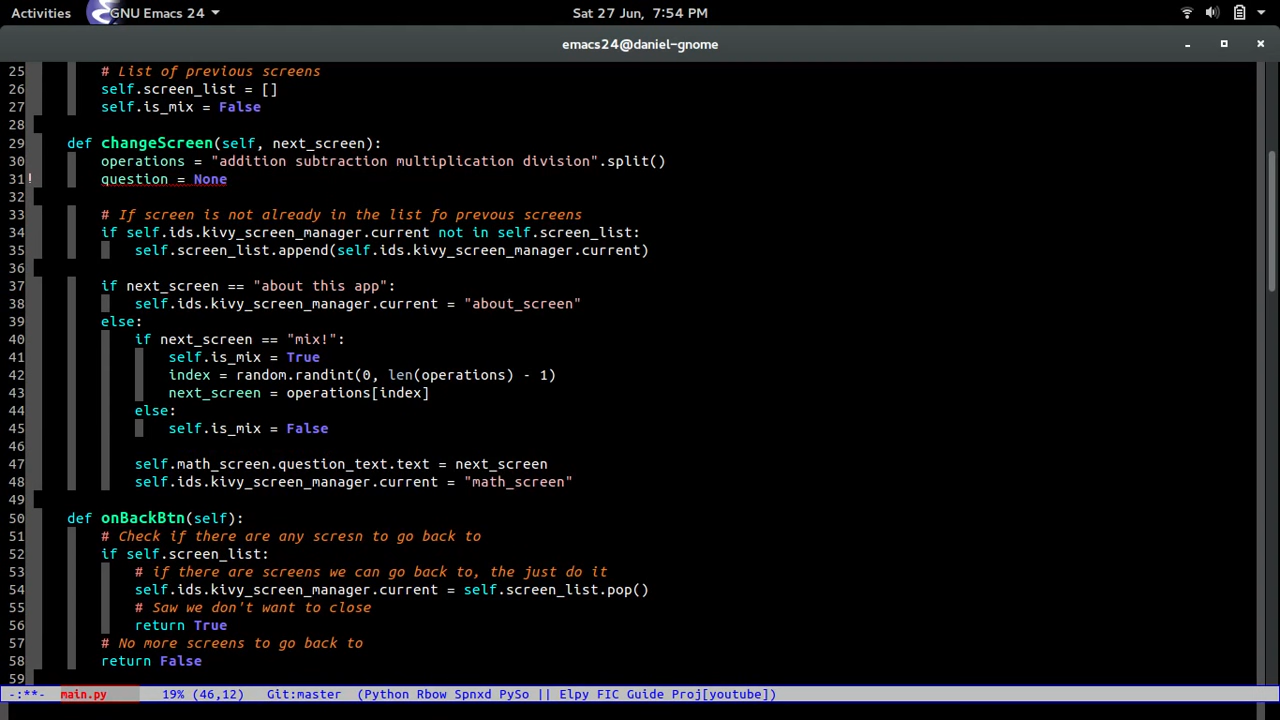 Activities GNU Emacs 24 Sat 27 Jun, 7:54 PM
emacs24@daniel-gnome
25 # List of previous screens
26 self.screen_list = []
27 self.is_mix = False
28
29 def changeScreen(self, next_screen):
30 operations = "addition subtraction multiplication division".split()
! 31 question = None
32
33 # If screen is not already in the list fo prevous screens
34 if self.ids.kivy_screen_manager.current not in self.screen_list:
35 self.screen_list.append(self.ids.kivy_screen_manager.current)
36
37 if next_screen == "about this app":
38 self.ids.kivy_screen_manager.current = "about_screen"
39 else:
40 if next_screen == "mix!":
41 self.is_mix = True
42 index = random.randint(0, len(operations) - 1)
43 next_screen = operations[index]
44 else:
45 self.is_mix = False
46
47 self.math_screen.question_text.text = next_screen
48 self.ids.kivy_screen_manager.current = "math_screen"
49
50 def onBackBtn(self):
51 # Check if there are any scresn to go back to
52 if self.screen_list:
53 # if there are screens we can go back to, the just do it
54 self.ids.kivy_screen_manager.current = self.screen_list.pop()
55 # Saw we don't want to close
56 return True
57 # No more screens to go back to
58 return False
59
-:**- main.py 19% (46,12) Git:master (Python Rbow Spnxd PySo || Elpy FIC Guide Proj[youtube])